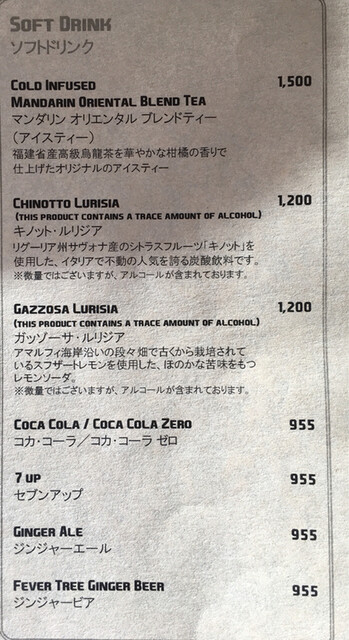 SOFT DRINK
ソフトドリンク
COLD INFUSED 1,500
MANDARIN ORIENTAL BLEND TEA
マンダリン オリエンタル ブレンドティー
（アイスティー）
福建省産高級烏龍茶を華やかな柑橘の香りで
仕上げたオリジナルのアイスティー
CHINOTTO LURISIA 1,200
(THIS PRODUCT CONTAINS A TRACE AMOUNT OF ALCOHOL)
キノット・ルリジア
リグーリア州サヴォナ産のシトラスフルーツ「キノット」を
使用した、イタリアで不動の人気を誇る炭酸飲料です。
※微量ではございますが、アルコールが含まれております。
GAZZOSA LURISIA 1,200
(THIS PRODUCT CONTAINS A TRACE AMOUNT OF ALCOHOL)
ガッゾーサ・ルリジア
アマルフィ海岸沿いの段々畑で古くから栽培されて
いるスフザートレモンを使用した、ほのかな苦味をもつ
レモンソーダ。
※微量ではございますが、アルコールが含まれております。
COCA COLA / COCA COLA ZERO 955
コカ・コーラ／コカ・コーラ ゼロ
7 UP 955
セブンアップ
GINGER ALE 955
ジンジャーエール
FEVER TREE GINGER BEER 955
ジンジャービア